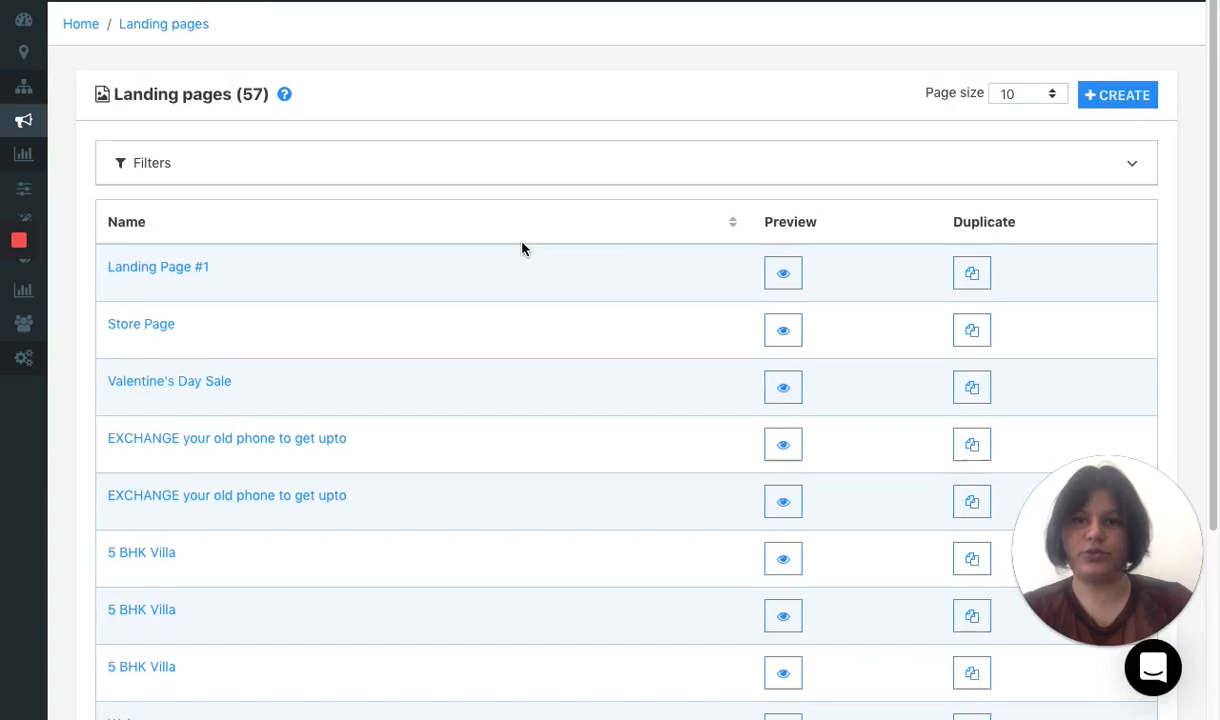 Home / Landing pages
Landing pages (57)
Page size 10 CREATE
Filters
Name Preview Duplicate
Landing Page #1
Store Page
Valentine's Day Sale
EXCHANGE your old phone to get upto
EXCHANGE your old phone to get upto
5 BHK Villa
5 BHK Villa
5 BHK Villa